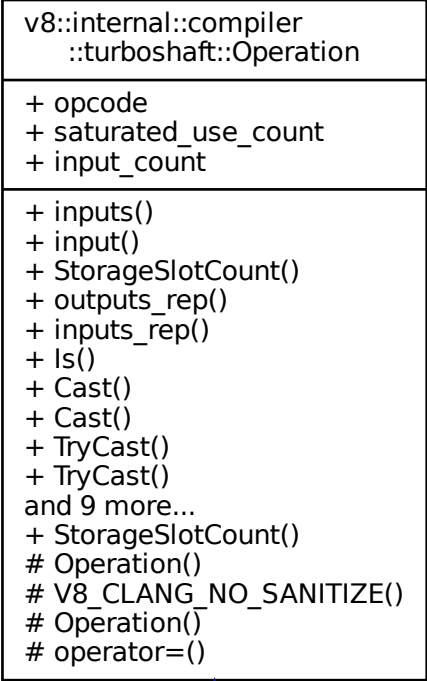 v8::internal::compiler
::turboshaft::Operation
+ opcode
+ saturated_use_count
+ input_count
+ inputs()
+ input()
+ StorageSlotCount()
+ outputs_rep()
+ inputs_rep()
+ Is()
+ Cast()
+ Cast()
+ TryCast()
+ TryCast()
and 9 more...
+ StorageSlotCount()
# Operation()
# V8_CLANG_NO_SANITIZE()
# Operation()
# operator=()